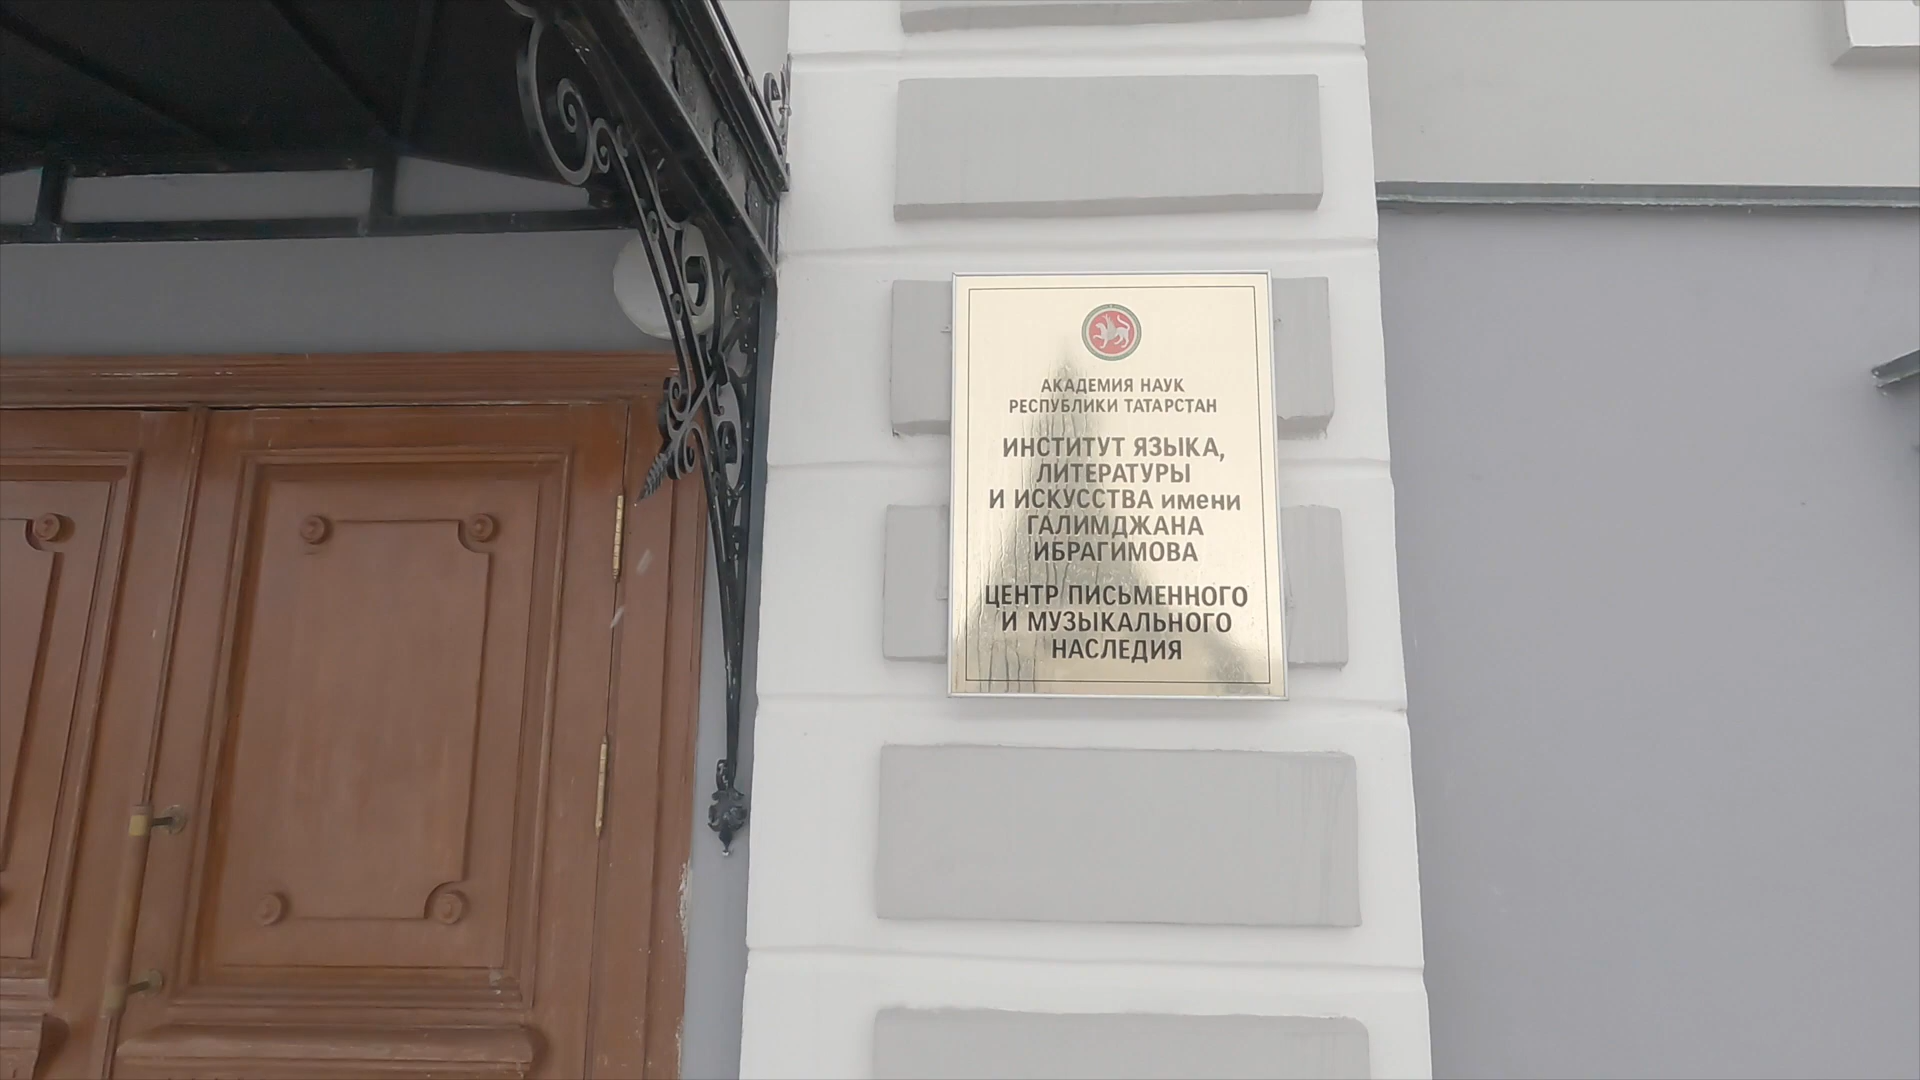 АКАДЕМИЯ НАУК
РЕСПУБЛИКИ ТАТАРСТАН
ИНСТИТУТ ЯЗЫКА,
ЛИТЕРАТУРЫ
И ИСКУССТВА имени
ГАЛИМДЖАНА
ИБРАГИМОВА
ЦЕНТР ПИСЬМЕННОГО
И МУЗЫКАЛЬНОГО
НАСЛЕДИЯ